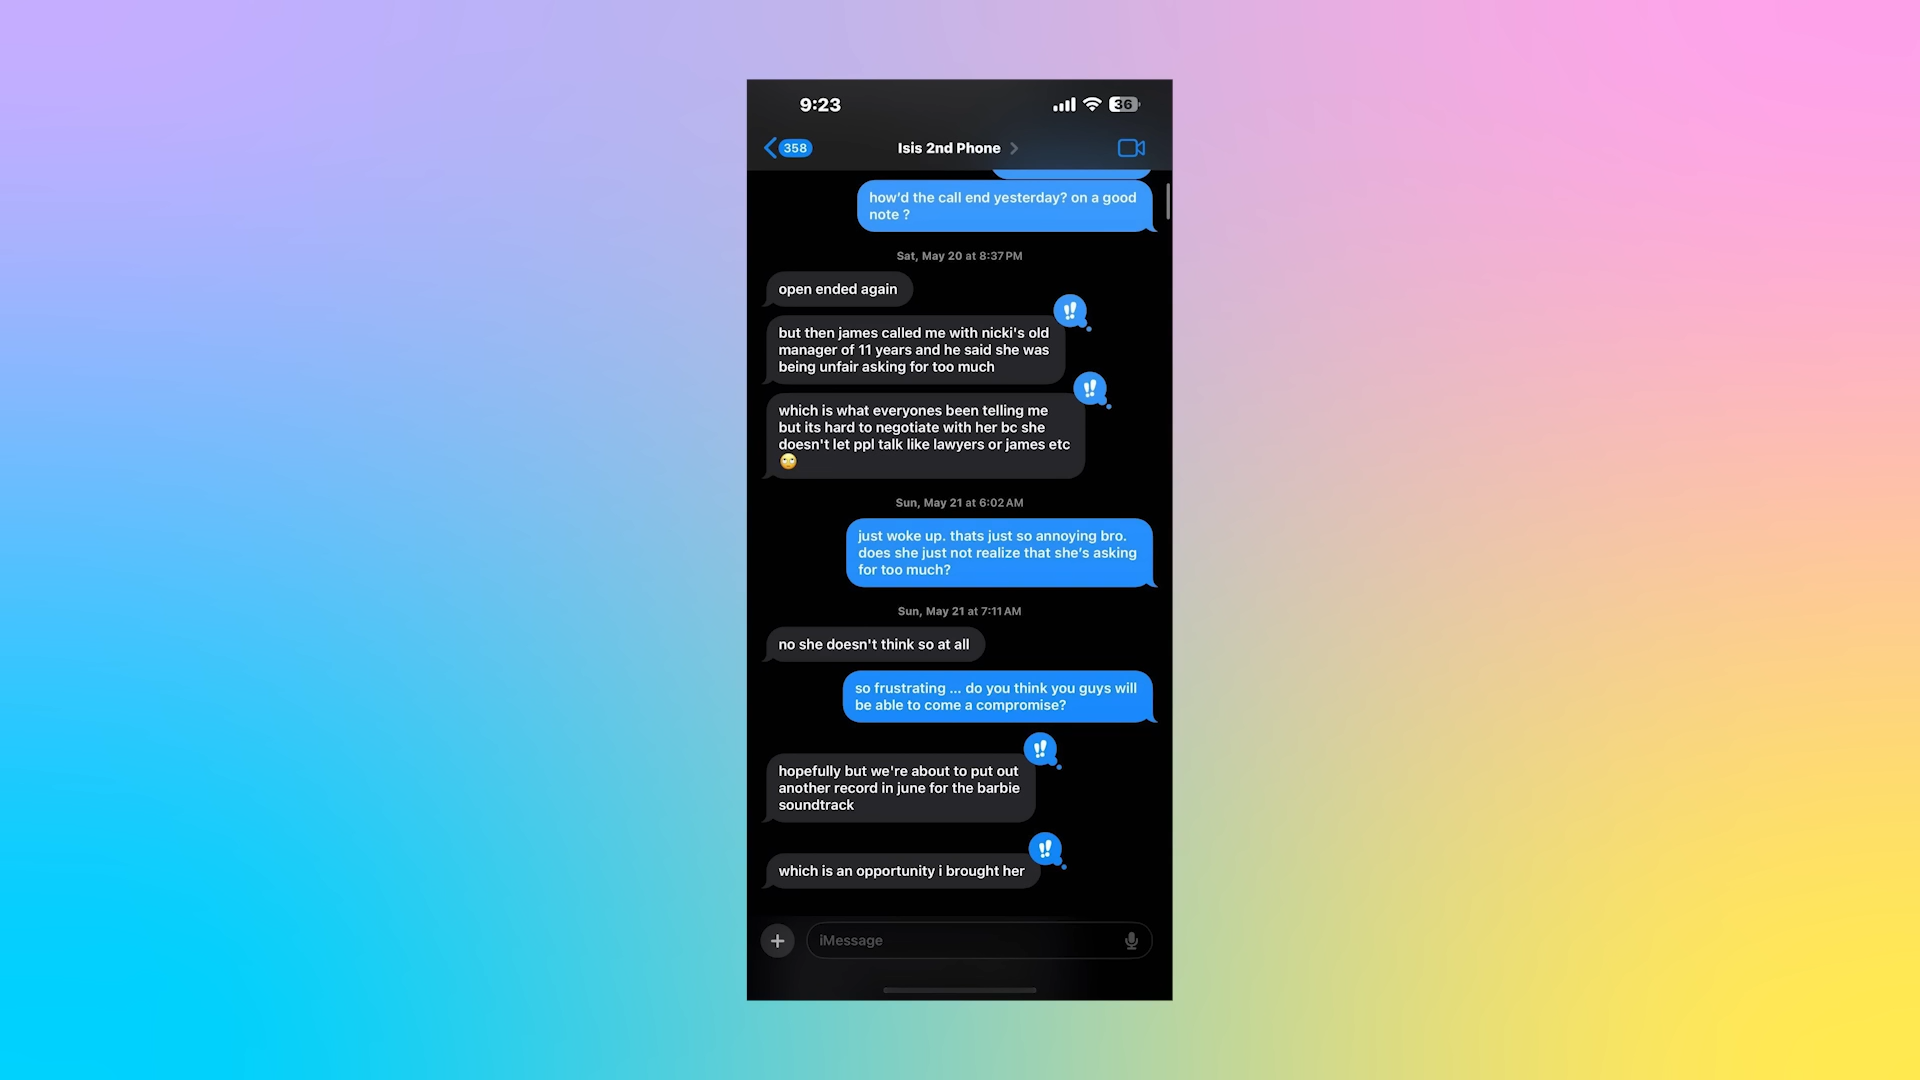 9:23
36
358
Isis 2nd Phone
how’d the call end yesterday? on a good
note ?
Sat, May 20 at 8:37 PM
open ended again
but then james called me with nicki's old
manager of 11 years and he said she was
being unfair asking for too much
which is what everyones been telling me
but its hard to negotiate with her bc she
doesn't let ppl talk like lawyers or james etc
🙄
Sun, May 21 at 6:02 AM
just woke up. thats just so annoying bro.
does she just not realize that she’s asking
for too much?
Sun, May 21 at 7:11 AM
no she doesn't think so at all
so frustrating ... do you think you guys will
be able to come a compromise?
hopefully but we're about to put out
another record in june for the barbie
soundtrack
which is an opportunity i brought her
iMessage